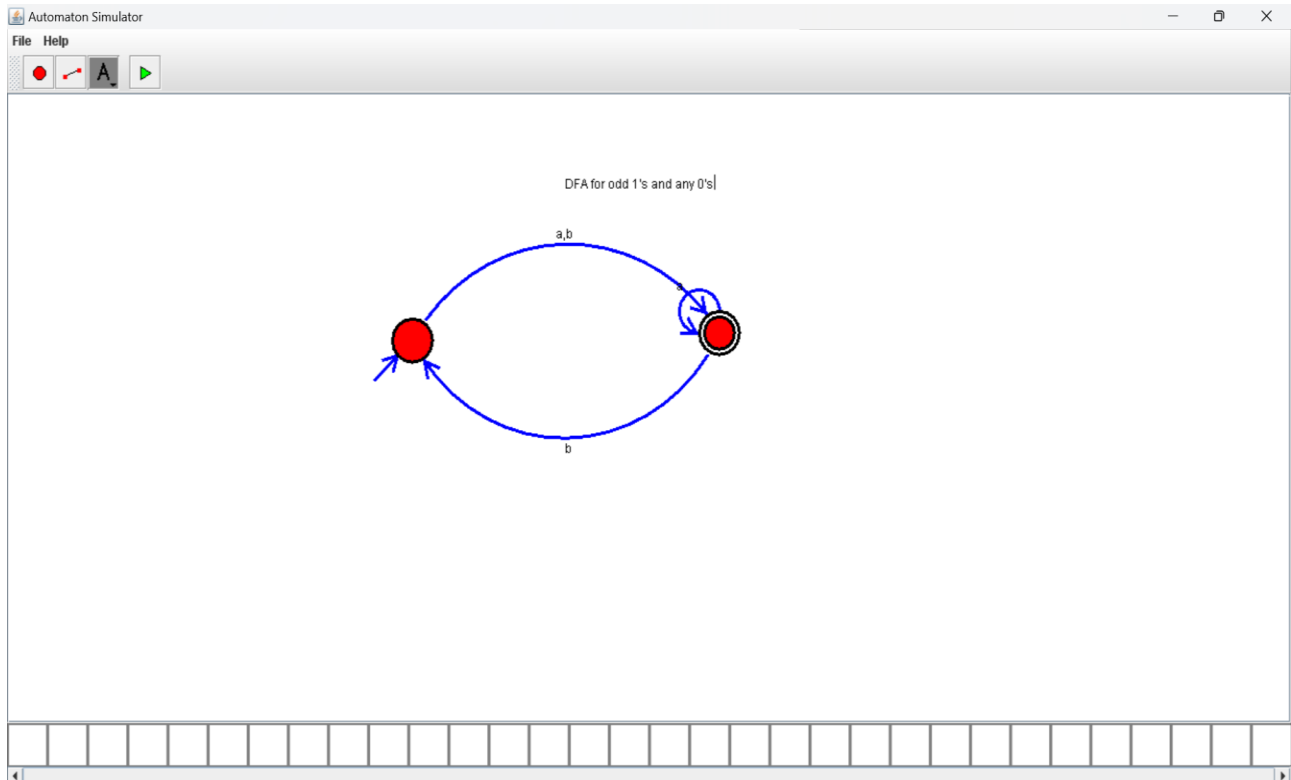 Automaton Simulator
File Help
A
DFA for odd 1's and any 0's
a,b
a
b